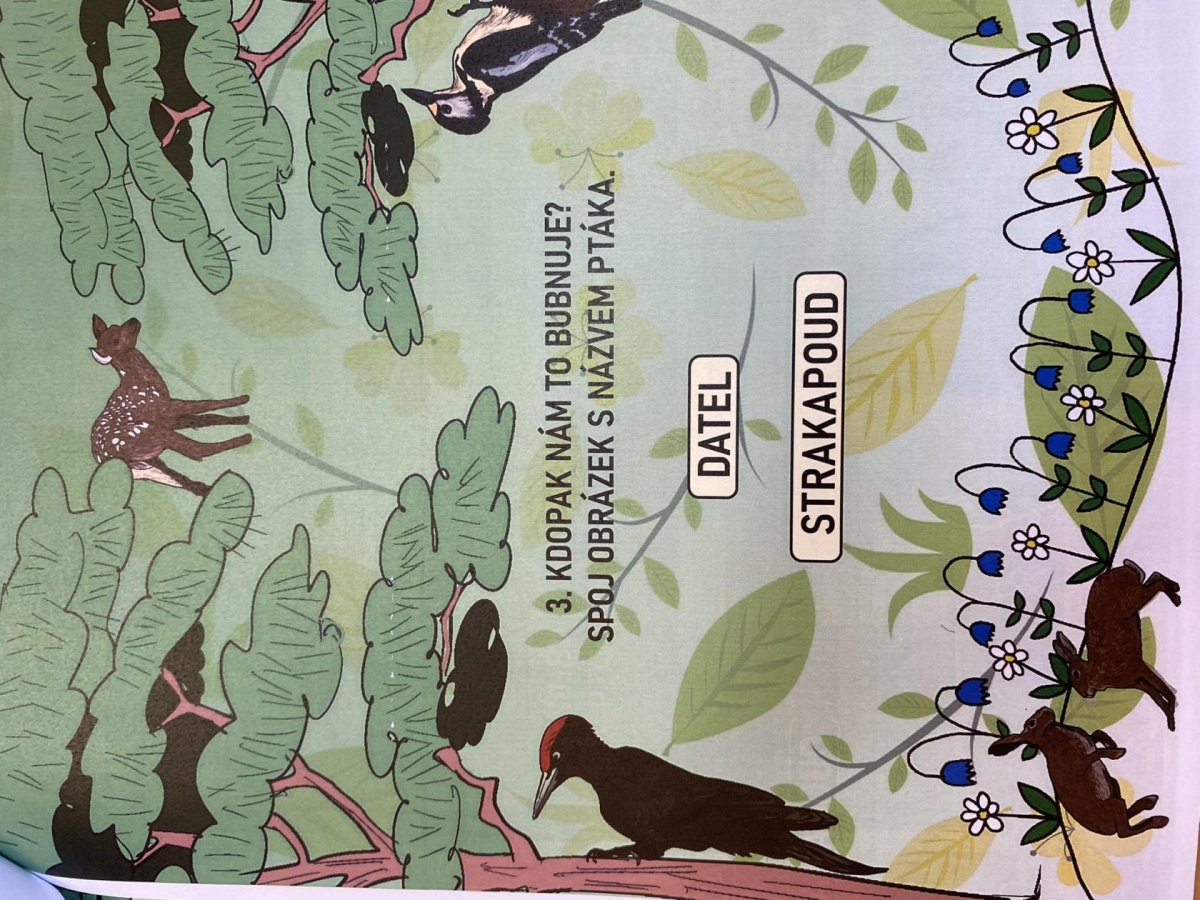 3. KDOPAK NÁM TO BUBNUJE?
SPOJ OBRÁZEK S NÁZVEM PTÁKA.
DATEL
STRAKAPOUD